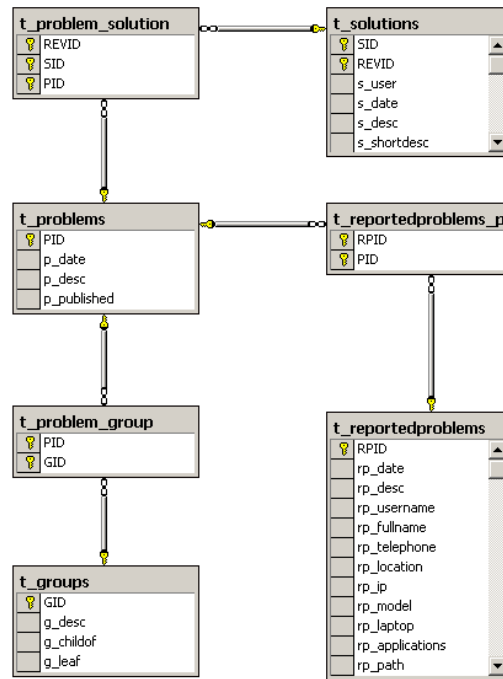 t_problem_solution
REVID
SID
PID
t_solutions
SID
REVID
s_user
s_date
s_desc
s_shortdesc
t_problems
PID
p_date
p_desc
p_published
t_reportedproblems_p
RPID
PID
t_problem_group
PID
GID
t_reportedproblems
RPID
rp_date
rp_desc
rp_username
rp_fullname
rp_telephone
rp_location
rp_ip
rp_model
rp_laptop
rp_applications
rp_path
t_groups
GID
g_desc
g_childof
g_leaf